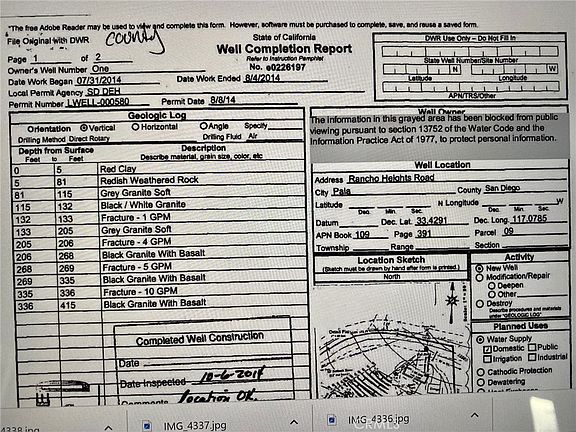 *The free Adobe Reader may be used to view and complete this form. However, software must be purchased to complete, save, and reuse a saved form.
File Original with DWR
County
State of California
Well Completion Report
Refer to Instruction Pamphlet
No. e0226197
Page 1 of 2
Owner's Well Number One
Date Work Began 07/31/2014 Date Work Ended 8/4/2014
Local Permit Agency SD DEH
Permit Number LWELL-000580 Permit Date 8/8/14
DWR Use Only – Do Not Fill In
State Well Number/Site Number
N W
Latitude Longitude
APN/TRS/Other
Geologic Log
Orientation Vertical Horizontal Angle Specify
Drilling Method Direct Rotary Drilling Fluid Air
Depth from Surface Description
Feet to Feet Describe material, grain size, color, etc
0 5 Red Clay
5 81 Redish Weathered Rock
81 115 Grey Granite Soft
115 132 Black / White Granite
132 133 Fracture - 1 GPM
133 205 Grey Granite Soft
205 206 Fracture - 4 GPM
206 268 Black Granite With Basalt
268 269 Fracture - 5 GPM
269 335 Black Granite With Basalt
335 336 Fracture - 10 GPM
336 415 Black Granite With Basalt
Completed Well Construction
Date
Date Inspected 10-6-2014
Comments Location OK.
Well Owner
The information in this grayed area has been blocked from public
viewing pursuant to section 13752 of the Water Code and the
Information Practice Act of 1977, to protect personal information.
Well Location
Address Rancho Heights Road
City Pala County San Diego
Latitude N Longitude W
Dec. Min. Sec. Dec. Min. Sec.
Datum Dec. Lat. 33.4291 Dec. Long. 117.0785
APN Book 109 Page 391 Parcel 09
Township Range Section
Location Sketch
(Sketch must be drawn by hand after form is printed.)
North
Activity
New Well
Modification/Repair
Deepen
Other
Destroy
Describe procedures and materials
under "GEOLOGIC LOG"
Planned Uses
Water Supply
Domestic Public
Irrigation Industrial
Cathodic Protection
Dewatering
4338.jpg
IMG_4337.jpg
IMG_4336.jpg